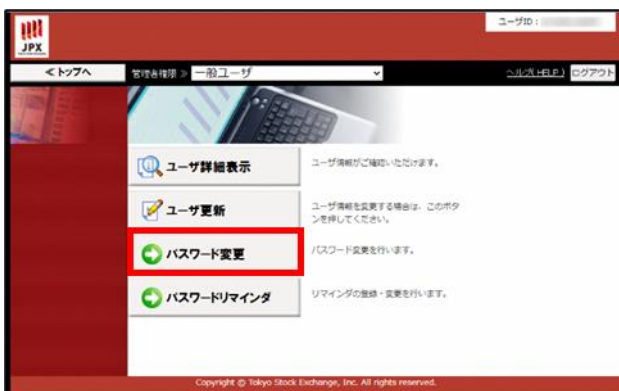 ユーザID：
JPX
≪トップへ
管理者権限 ≫ 一般ユーザ
ヘルプ( HELP )
ログアウト
ユーザ詳細表示
ユーザ情報がご確認いただけます。
ユーザ更新
ユーザ情報を変更する場合は、このボタ
ンを押してください。
パスワード変更
パスワード変更を行います。
パスワードリマインダ
リマインダの登録・変更を行います。
Copyright © Tokyo Stock Exchange, Inc. All rights reserved.